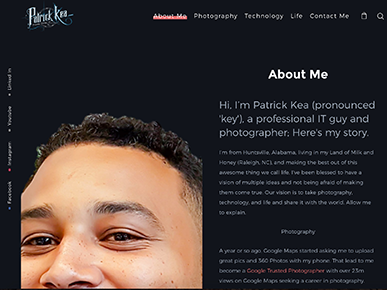 Patrick Kea
About Me Photography Technology Life Contact Me
Linked In
Youtube
Instagram
Facebook
About Me
Hi, I'm Patrick Kea (pronounced
'key'), a professional IT guy and
photographer; Here's my story.
I'm from Huntsville, Alabama, living in my Land of Milk and
Honey (Raleigh, NC), and making the best out of this
awesome thing we call life. I've been blessed to have a
vision of multiple ideas and not being afraid of making
them come true. Our vision is to take photography,
technology, and life and share it with the world. Allow me
to explain.
Photography
A year or so ago, Google Maps started asking me to upload
great pics and 360 Photos with my phone. That lead to me
become a Google Trusted Photographer with over 23m
views on Google Maps seeking a career in photography.